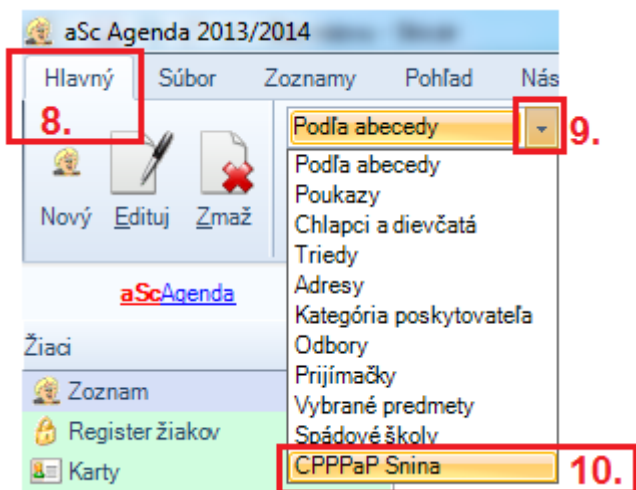 aSc Agenda 2013/2014
Hlavný Súbor Zoznamy Pohľad Nás
8.
Podľa abecedy
9.
Nový Edituj Zmaž
Podľa abecedy
Poukazy
Chlapci a dievčatá
Triedy
Adresy
Kategória poskytovateľa
Odbory
Prijímačky
Vybrané predmety
Spádové školy
CPPPaP Snina
10.
aScAgenda
Žiaci
Zoznam
Register žiakov
Karty